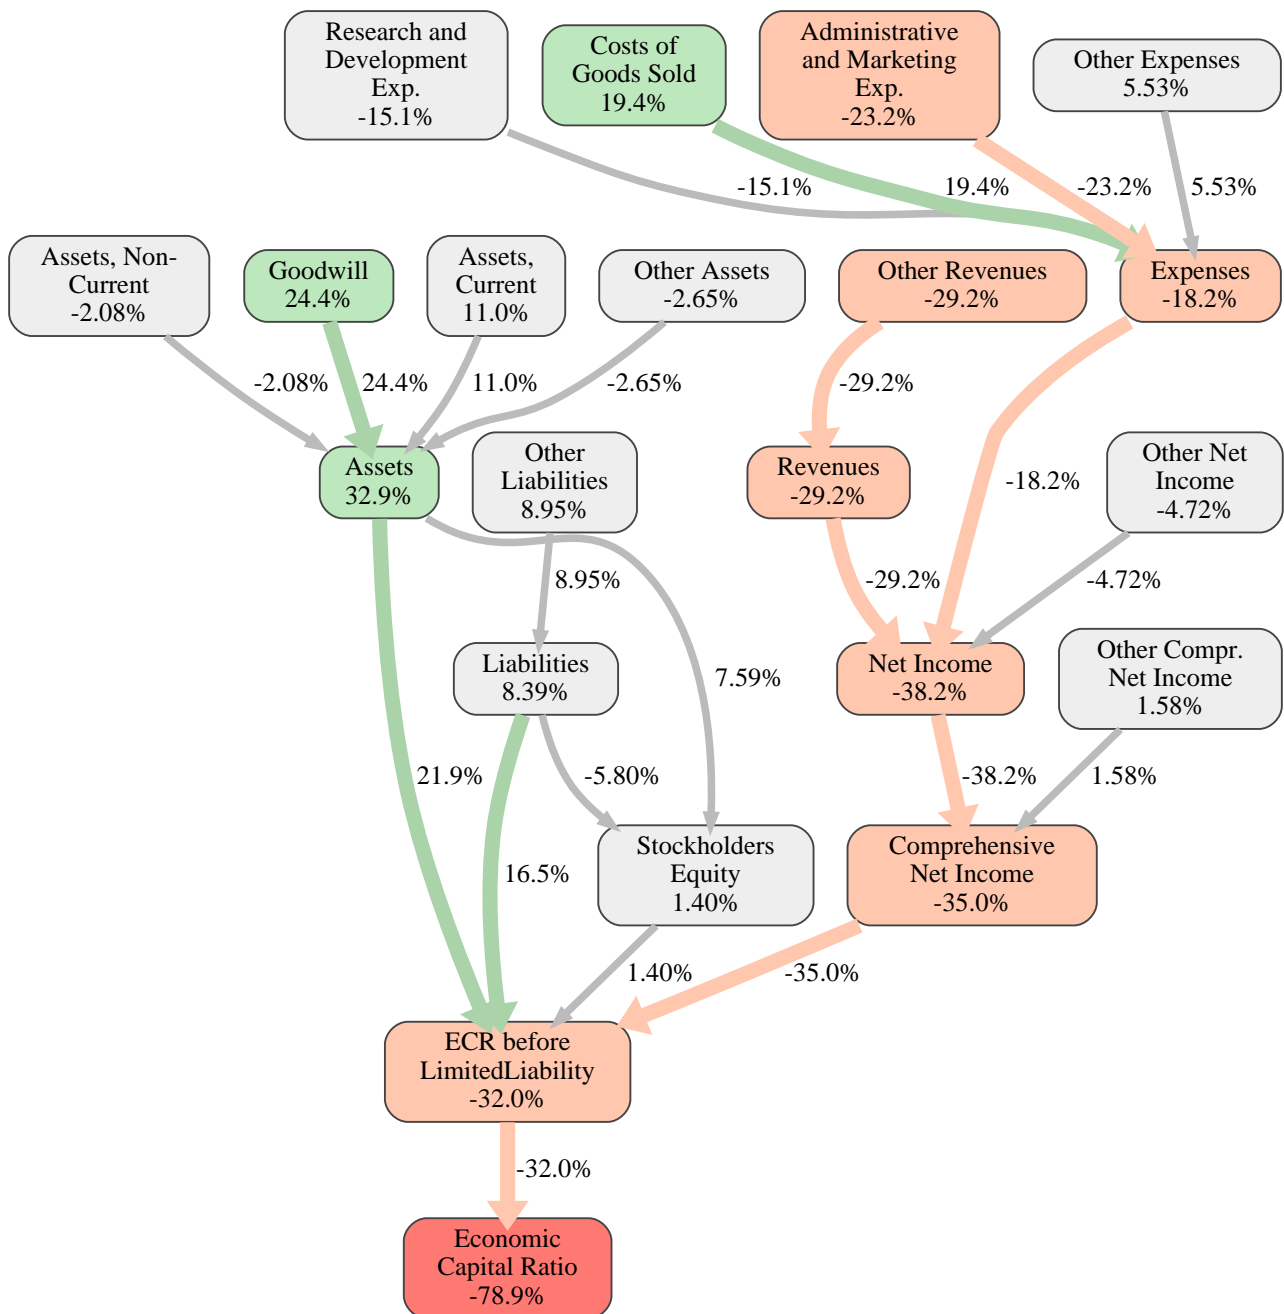 Research and
Development
Exp.
-15.1%
Costs of
Goods Sold
19.4%
Administrative
and Marketing
Exp.
-23.2%
Other Expenses
5.53%
-15.1%
19.4%
-23.2%
5.53%
Assets, Non-
Current
-2.08%
Goodwill
24.4%
Assets,
Current
11.0%
Other Assets
-2.65%
Other Revenues
-29.2%
Expenses
-18.2%
-2.08%
24.4%
11.0%
-2.65%
-29.2%
Assets
32.9%
Other
Liabilities
8.95%
Revenues
-29.2%
-18.2%
Other Net
Income
-4.72%
8.95%
-29.2%
-4.72%
Liabilities
8.39%
7.59%
Net Income
-38.2%
Other Compr.
Net Income
1.58%
21.9%
-5.80%
-38.2%
1.58%
16.5%
Stockholders
Equity
1.40%
Comprehensive
Net Income
-35.0%
1.40%
-35.0%
ECR before
LimitedLiability
-32.0%
-32.0%
Economic
Capital Ratio
-78.9%